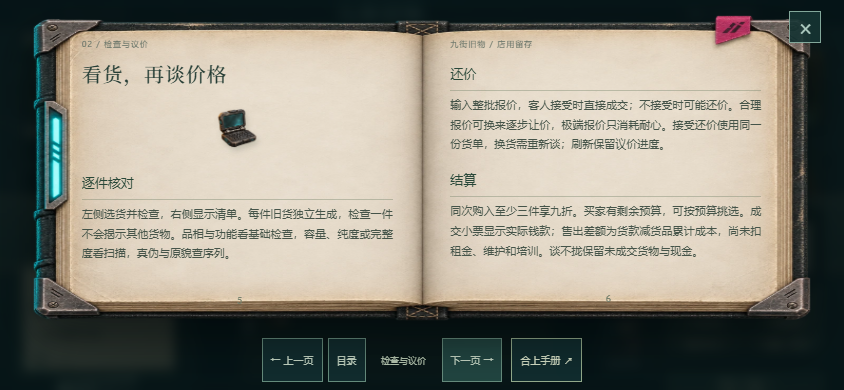 02 / 检查与议价
看货，再谈价格
逐件核对
左侧选货并检查，右侧显示清单。每件旧货独立生成，检查一件
不会揭示其他货物。品相与功能看基础检查，容量、纯度或完整
度看扫描，真伪与原貌查序列。
5
九街旧物 / 店用留存
还价
输入整批报价，客人接受时直接成交；不接受时可能还价。合理
报价可换来逐步让价，极端报价只消耗耐心。接受还价使用同一
份货单，换货需重新谈；刷新保留议价进度。
结算
同次购入至少三件享九折。买家有剩余预算，可按预算挑选。成
交小票显示实际钱款；售出差额为货款减货品累计成本，尚未扣
租金、维护和培训。谈不拢保留未成交货物与现金。
6
×
← 上一页
目录
检查与议价
下一页 →
合上手册 ↗